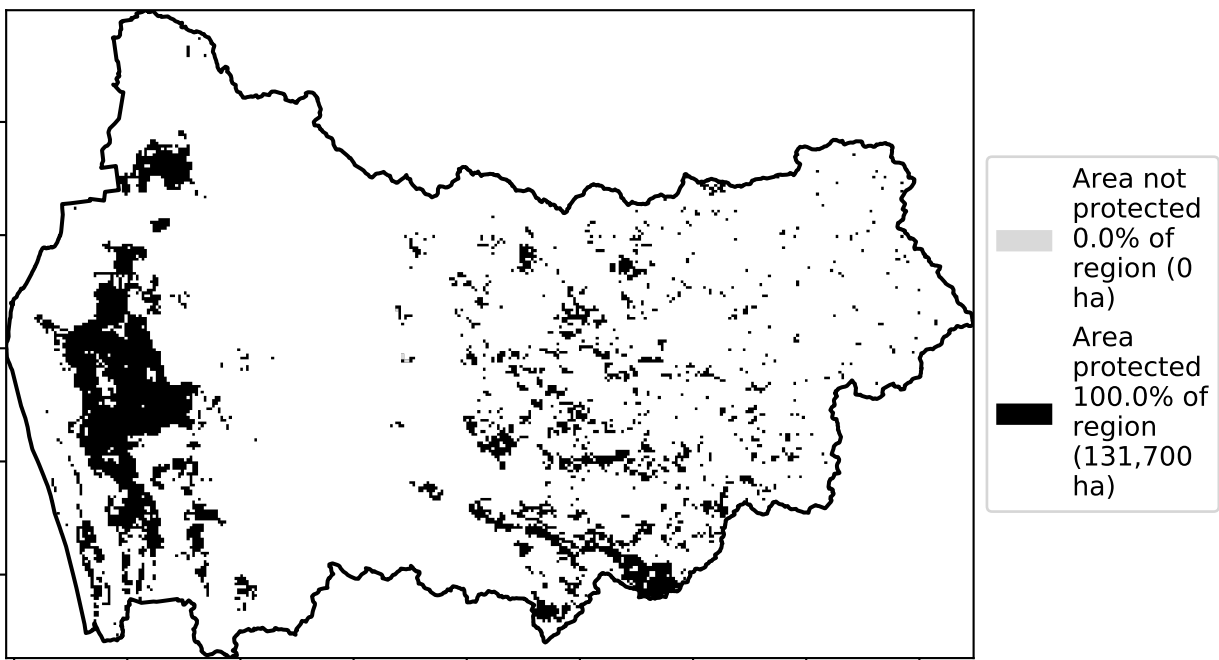 Area not
protected
0.0% of
region (0
ha)
Area
protected
100.0% of
region
(131,700
ha)